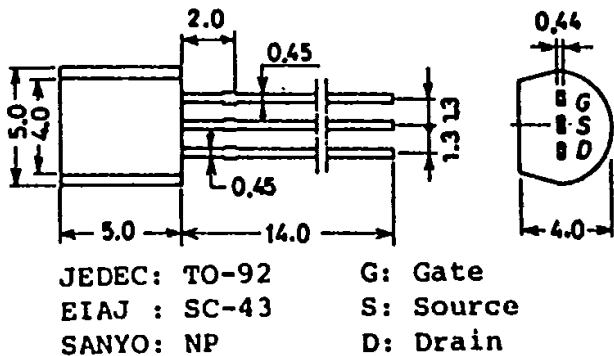 2.0
0.45
0.44
5.0
4.0
1.3
1.3
G
S
D
0.45
5.0
14.0
4.0
JEDEC: TO-92 G: Gate
EIAJ : SC-43 S: Source
SANYO: NP D: Drain